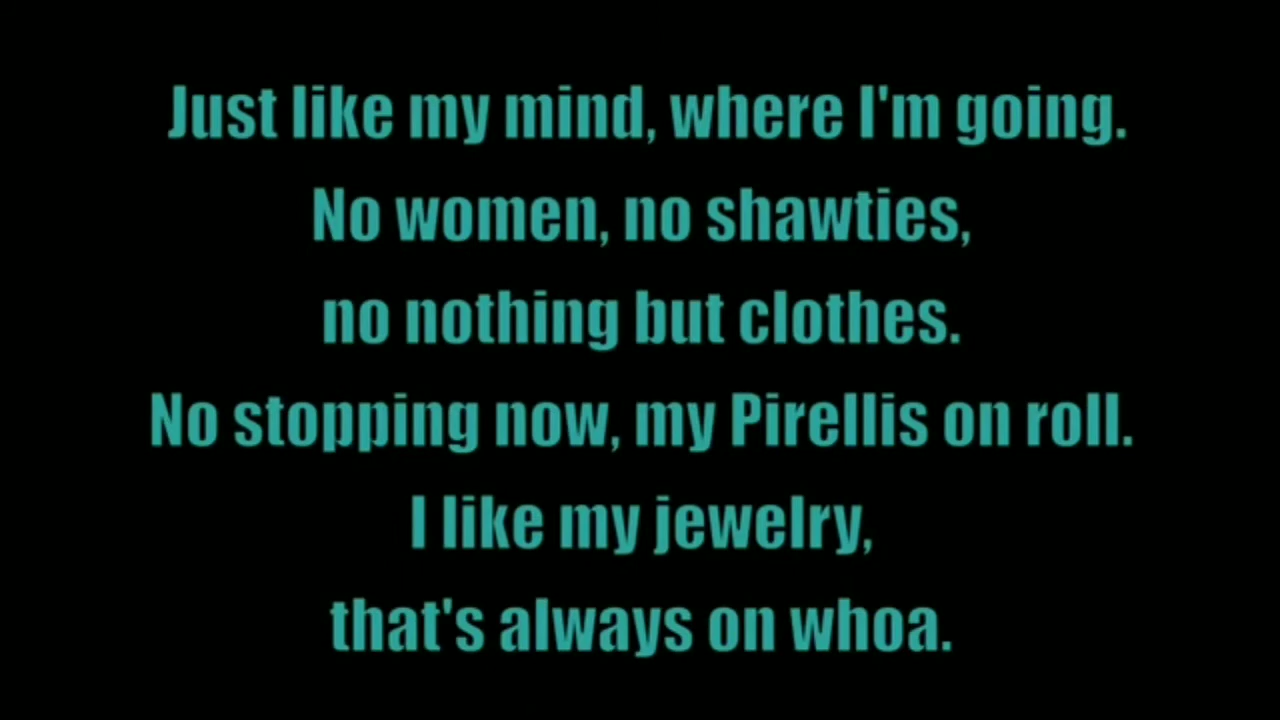 Just like my mind, where I'm going.
No women, no shawties,
no nothing but clothes.
No stopping now, my Pirellis on roll.
I like my jewelry,
that's always on whoa.